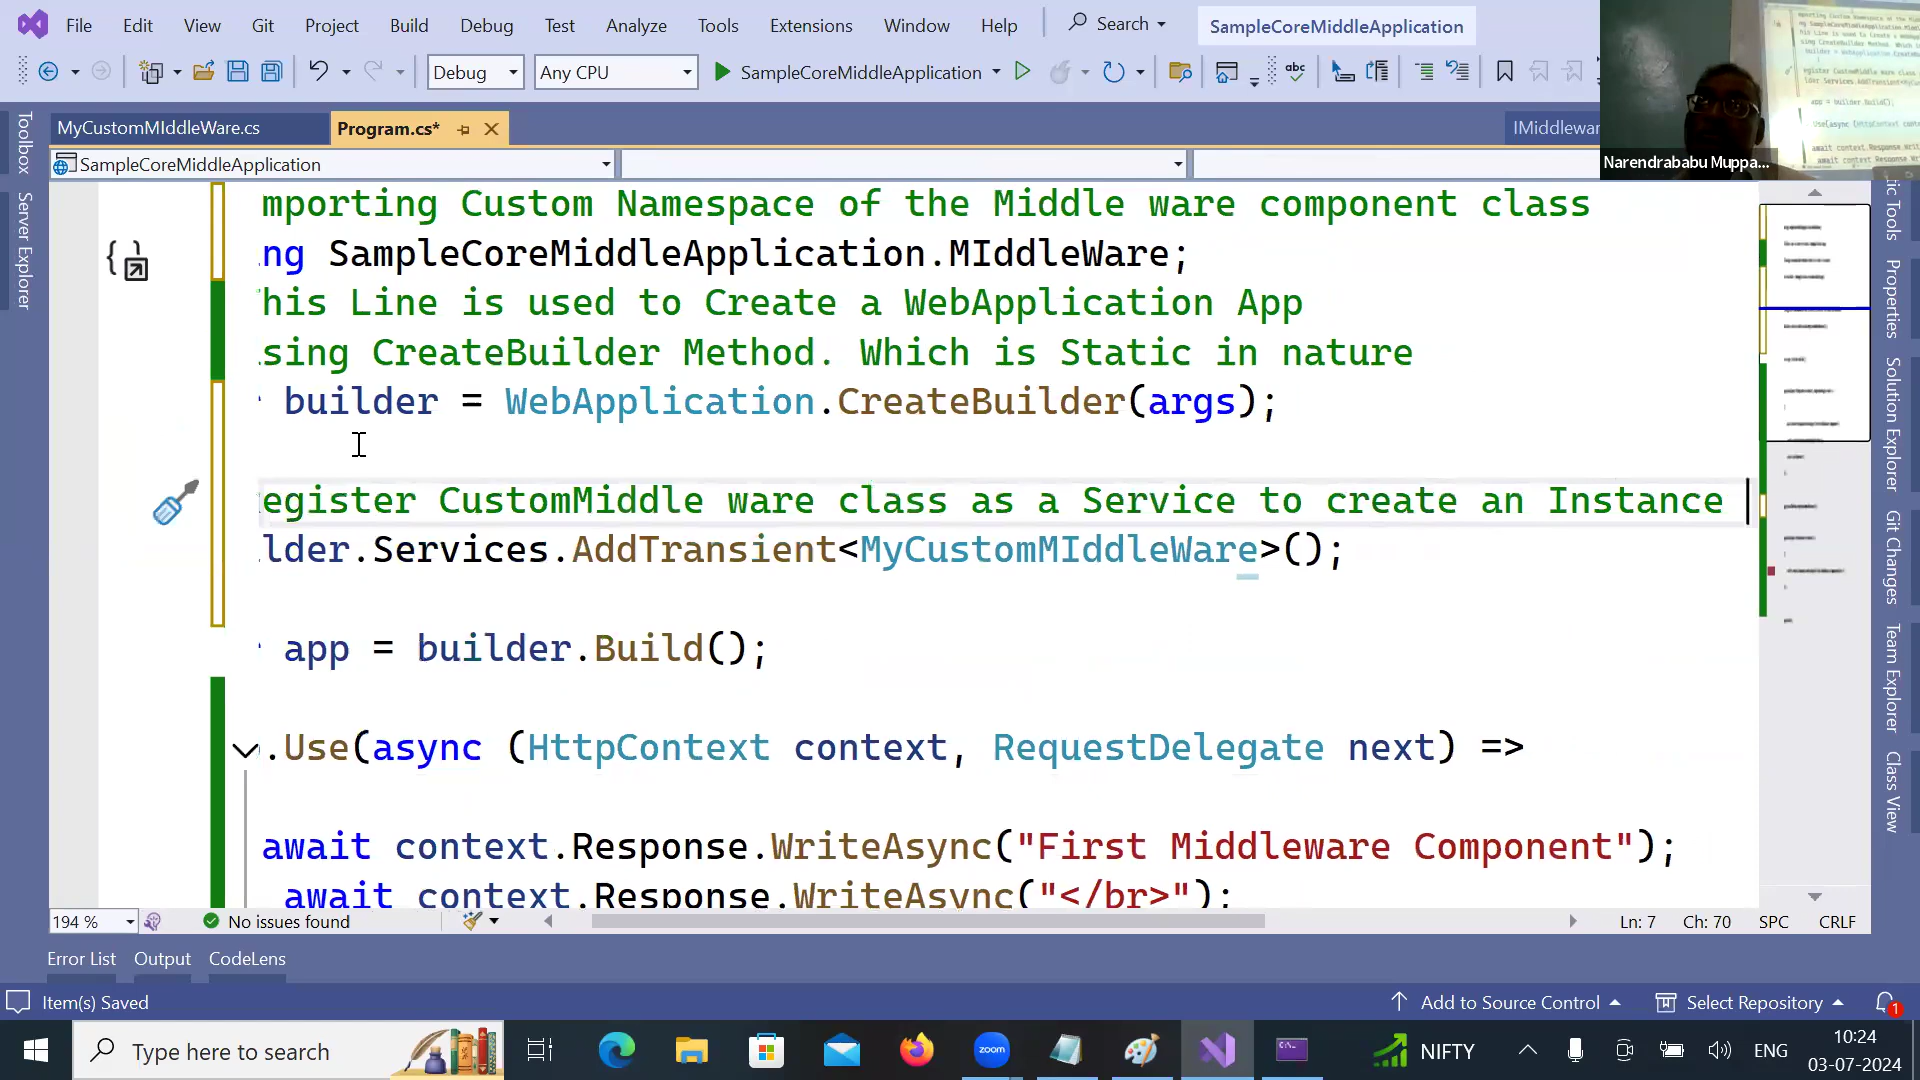 File Edit View Git Project Build Debug Test Analyze Tools Extensions Window Help Search SampleCoreMiddleApplication
Debug Any CPU SampleCoreMiddleApplication
MyCustomMIddleWare.cs Program.cs* IMiddlewar
SampleCoreMiddleApplication
Narendrababu Muppa...
Toolbox
Server Explorer
mporting Custom Namespace of the Middle ware component class
ng SampleCoreMiddleApplication.MIddleWare;
his Line is used to Create a WebApplication App
sing CreateBuilder Method. Which is Static in nature
builder = WebApplication.CreateBuilder(args);
egister CustomMiddle ware class as a Service to create an Instance
lder.Services.AddTransient<MyCustomMIddleWare>();
app = builder.Build();
.Use(async (HttpContext context, RequestDelegate next) =>
await context.Response.WriteAsync("First Middleware Component");
await context.Response.WriteAsync("</br>");
tic Tools
Properties
Solution Explorer
Git Changes
Team Explorer
Class View
194 % No issues found Ln: 7 Ch: 70 SPC CRLF
Error List Output CodeLens
Item(s) Saved Add to Source Control Select Repository 1
Type here to search zoom NIFTY ENG 10:24
03-07-2024